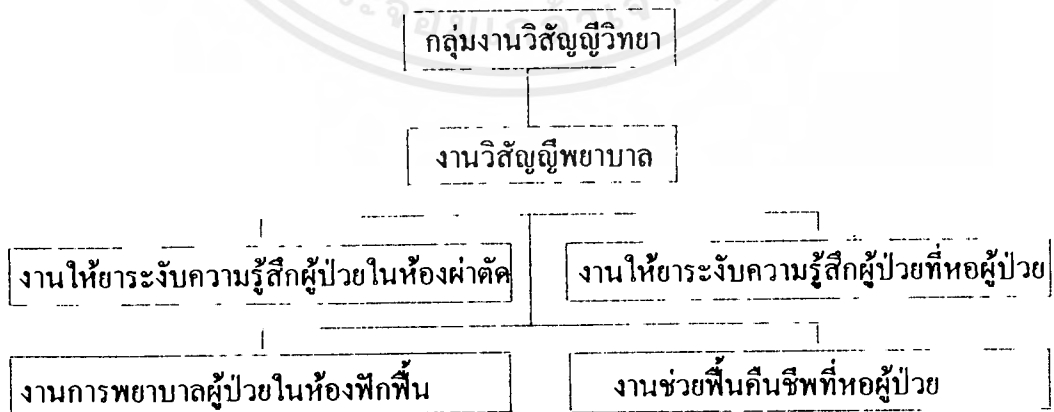 กลุ่มงานวิสัญญีวิทยา
งานวิสัญญีพยาบาล
งานให้ยาระงับความรู้สึกผู้ป่วยในห้องผ่าตัด
งานให้ยาระงับความรู้สึกผู้ป่วยที่หอผู้ป่วย
งานการพยาบาลผู้ป่วยในห้องฟักฟื้น
งานช่วยฟื้นคืนชีพที่หอผู้ป่วย